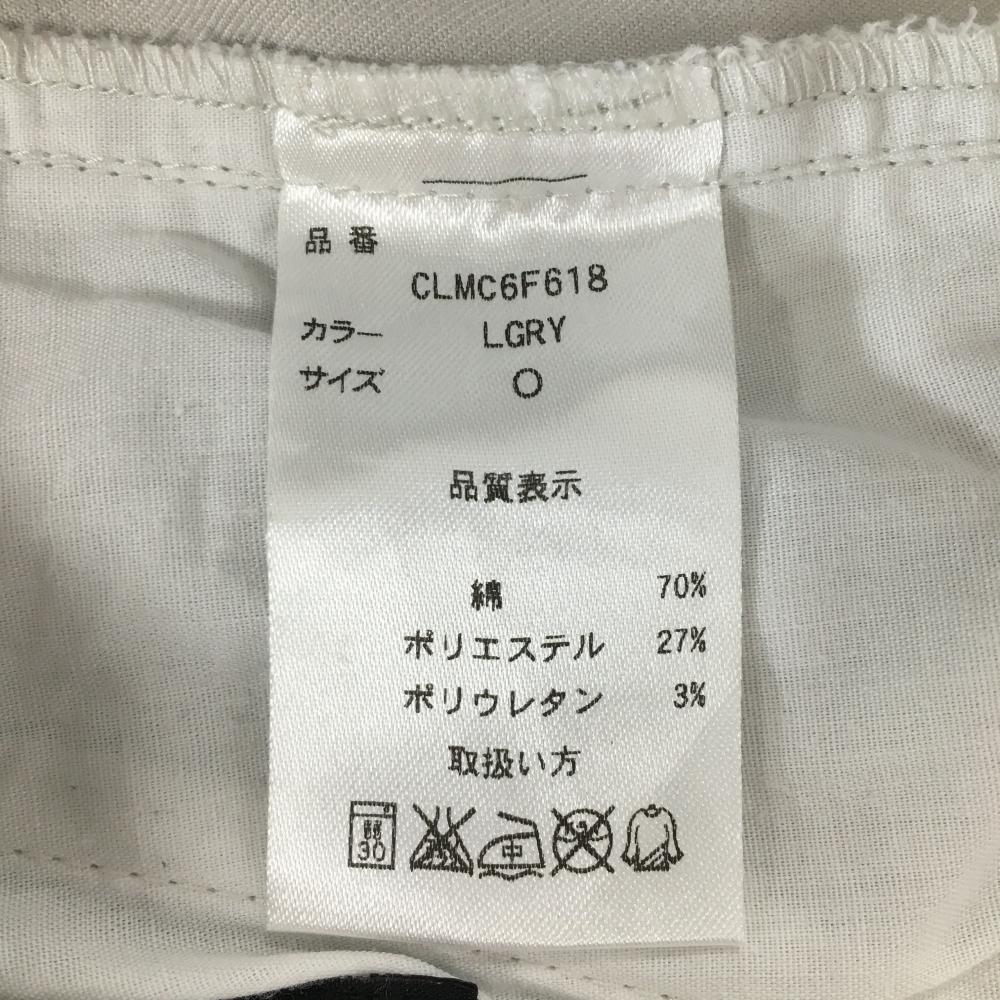 品番
CLMC6F618
カラー LGRY
サイズ O
品質表示
綿 70%
ポリエステル 27%
ポリウレタン 3%
取扱い方
弱 30 中